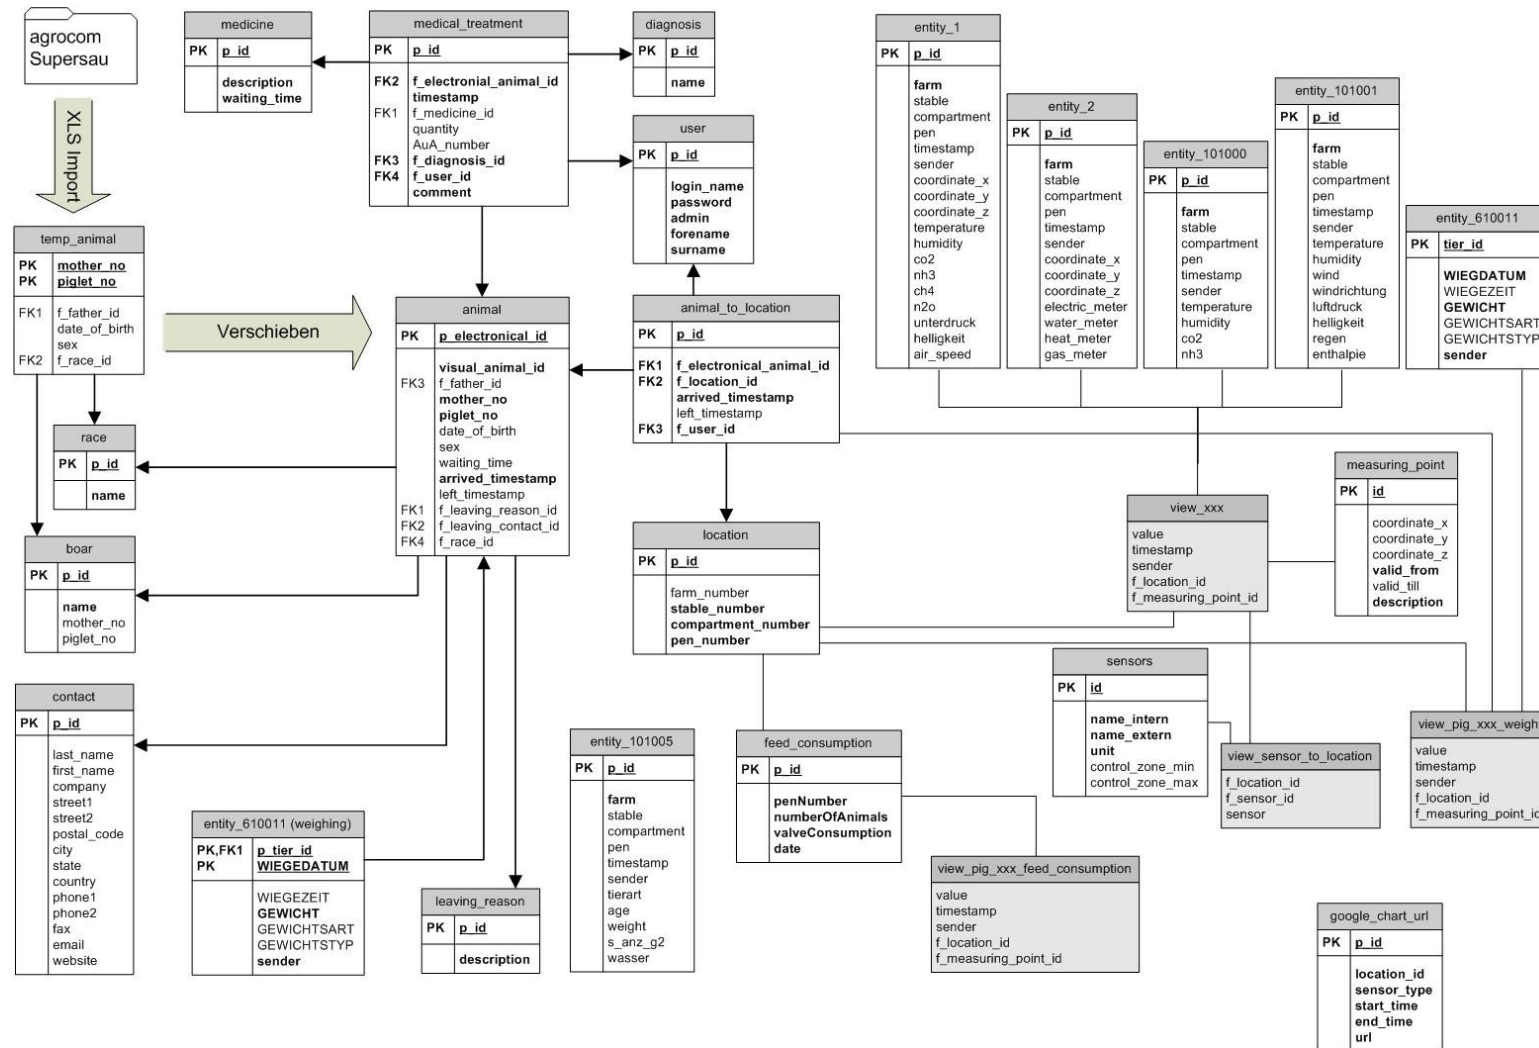 agrocom
Supersau
XLS Import
temp_animal
PK mother_no
PK piglet_no
FK1 f_father_id
date_of_birth
sex
FK2 f_race_id
Verschieben
race
PK p_id
name
boar
PK p_id
name
mother_no
piglet_no
contact
PK p_id
last_name
first_name
company
street1
street2
postal_code
city
state
country
phone1
phone2
fax
email
website
medicine
PK p_id
description
waiting_time
medical_treatment
PK p_id
FK2 f_electronial_animal_id
timestamp
FK1 f_medicine_id
quantity
AuA_number
FK3 f_diagnosis_id
FK4 f_user_id
comment
diagnosis
PK p_id
name
user
PK p_id
login_name
password
admin
forename
surname
animal
PK p_electronical_id
visual_animal_id
FK3 f_father_id
mother_no
piglet_no
date_of_birth
sex
waiting_time
arrived_timestamp
left_timestamp
FK1 f_leaving_reason_id
FK2 f_leaving_contact_id
FK4 f_race_id
animal_to_location
PK p_id
FK1 f_electronical_animal_id
FK2 f_location_id
arrived_timestamp
left_timestamp
FK3 f_user_id
location
PK p_id
farm_number
stable_number
compartment_number
pen_number
entity_610011 (weighing)
PK,FK1 p_tier_id
PK WIEGEDATUM
WIEGEZEIT
GEWICHT
GEWICHTSART
GEWICHTSTYP
sender
leaving_reason
PK p_id
description
entity_101005
PK p_id
farm
stable
compartment
pen
timestamp
sender
tierart
age
weight
s_anz_g2
wasser
feed_consumption
PK p_id
penNumber
numberOfAnimals
valveConsumption
date
view_pig_xxx_feed_consumption
value
timestamp
sender
f_location_id
f_measuring_point_id
entity_1
PK p_id
farm
stable
compartment
pen
timestamp
sender
coordinate_x
coordinate_y
coordinate_z
temperature
humidity
co2
nh3
ch4
n2o
unterdruck
helligkeit
air_speed
entity_2
PK p_id
farm
stable
compartment
pen
timestamp
sender
coordinate_x
coordinate_y
coordinate_z
electric_meter
water_meter
heat_meter
gas_meter
entity_101000
PK p_id
farm
stable
compartment
pen
timestamp
sender
temperature
humidity
co2
nh3
entity_101001
PK p_id
farm
stable
compartment
pen
timestamp
sender
temperature
humidity
wind
windrichtung
luftdruck
helligkeit
regen
enthalpie
entity_610011
PK tier_id
WIEGDATUM
WIEGEZEIT
GEWICHT
GEWICHTSART
GEWICHTSTYP
sender
view_xxx
value
timestamp
sender
f_location_id
f_measuring_point_id
measuring_point
PK id
coordinate_x
coordinate_y
coordinate_z
valid_from
valid_till
description
sensors
PK id
name_intern
name_extern
unit
control_zone_min
control_zone_max
view_sensor_to_location
f_location_id
f_sensor_id
sensor
view_pig_xxx_weigh
value
timestamp
sender
f_location_id
f_measuring_point_id
google_chart_url
PK p_id
location_id
sensor_type
start_time
end_time
url